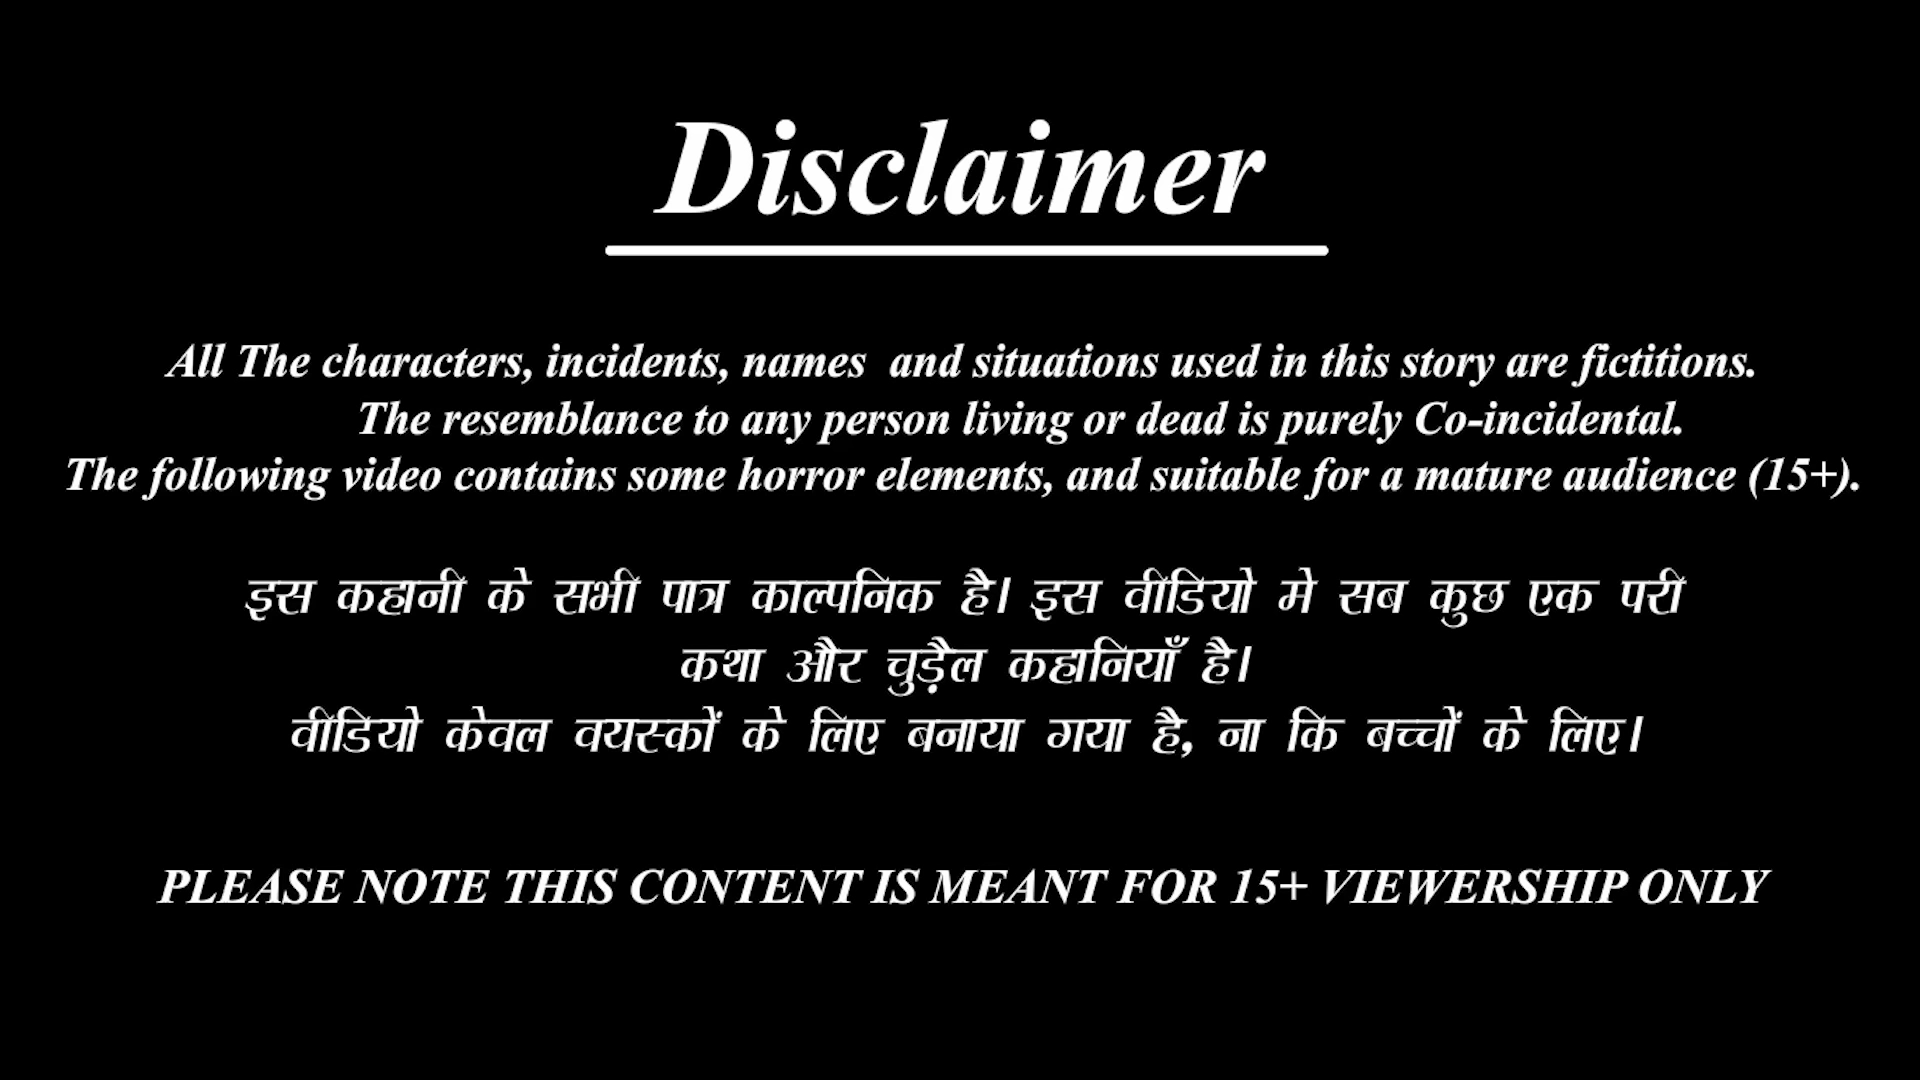 Disclaimer
All The characters, incidents, names and situations used in this story are fictitions.
The resemblance to any person living or dead is purely Co-incidental.
The following video contains some horror elements, and suitable for a mature audience (15+).
इस कहानी के सभी पात्र काल्पनिक है। इस वीडियो मे सब कुछ एक परी
कथा और चुड़ैल कहानियाँ है।
वीडियो केवल वयस्कों के लिए बनाया गया है, ना कि बच्चों के लिए।
PLEASE NOTE THIS CONTENT IS MEANT FOR 15+ VIEWERSHIP ONLY